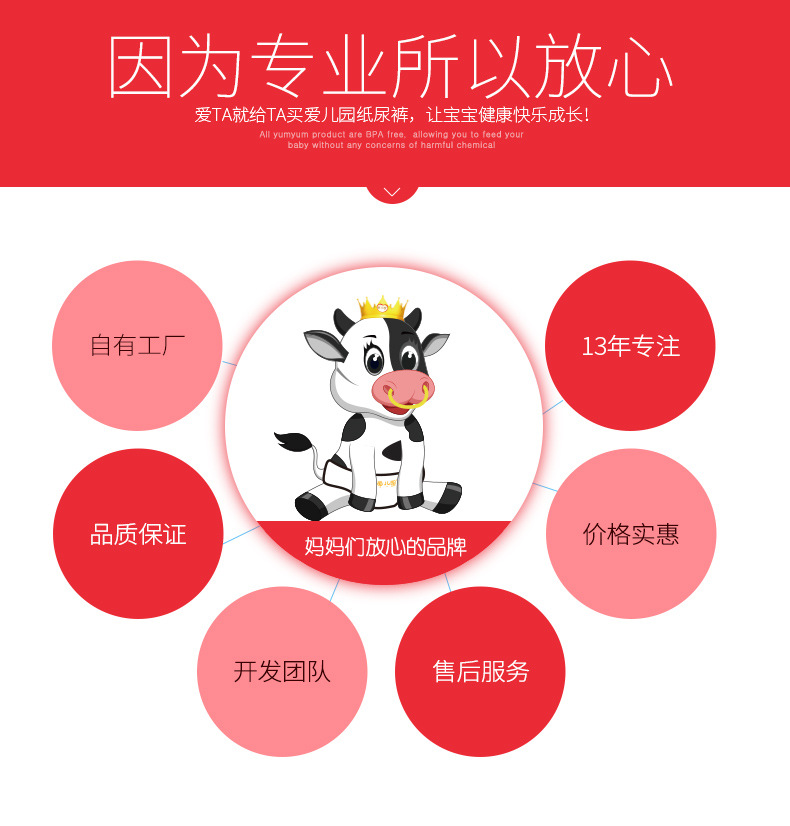 因为专业所以放心
爱TA就给TA买爱儿园纸尿裤，让宝宝健康快乐成长!
All yumyum product are BPA free, allowing you to feed your
baby without any concerns of harmful chemical
自有工厂
13年专注
品质保证
价格实惠
妈妈们放心的品牌
开发团队
售后服务